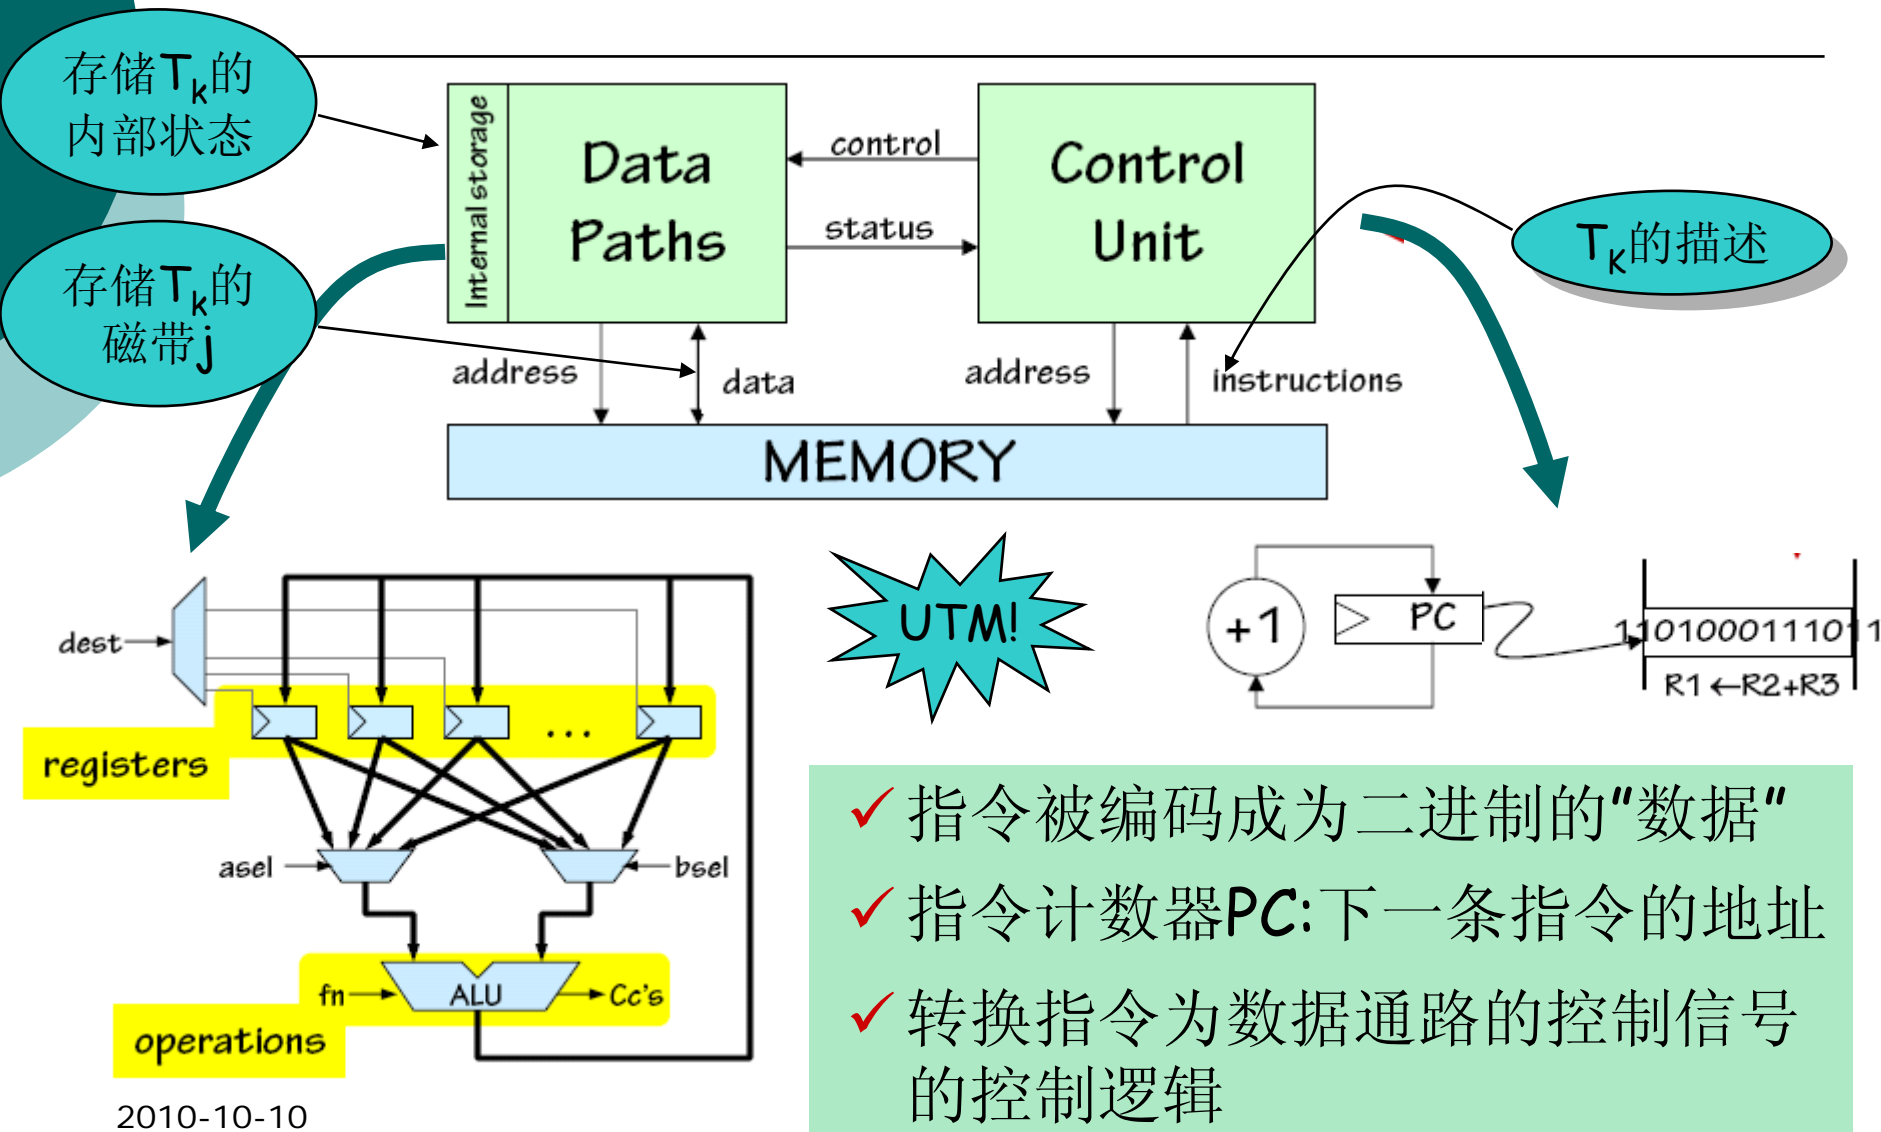 存储Tk的
内部状态
存储Tk的
磁带j
Internal storage
Data
Paths
control
status
Control
Unit
Tk的描述
address
data
address
instructions
MEMORY
dest
registers
...
asel
bsel
fn
ALU
Cc's
operations
UTM!
+1
PC
1101000111011
R1 ←R2+R3
指令被编码成为二进制的"数据"
指令计数器PC:下一条指令的地址
转换指令为数据通路的控制信号
的控制逻辑
2010-10-10